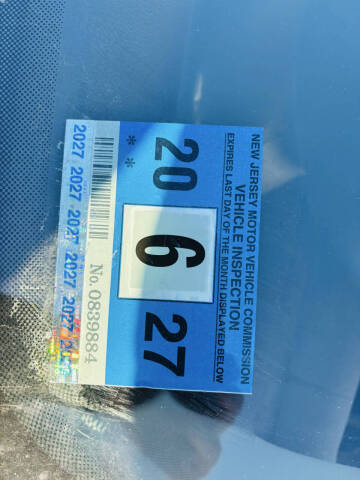 NEW JERSEY MOTOR VEHICLE COMMISSION
VEHICLE INSPECTION
EXPIRES LAST DAY OF THE MONTH DISPLAYED BELOW
20 6 27
**
No. 0839884
2027 2027 2027 2027 2027 2027